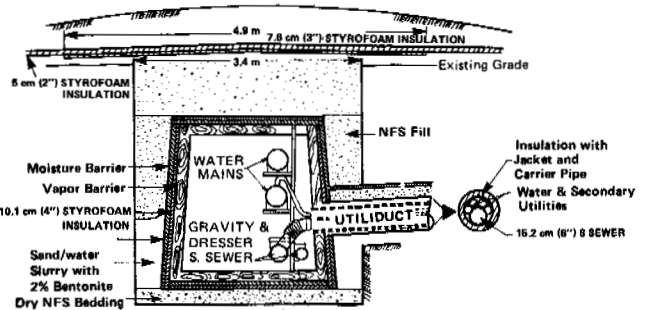 4.9 m
7.6 cm (3") STYROFOAM INSULATION
3.4 m
Existing Grade
5 cm (2") STYROFOAM
INSULATION
NFS Fill
Insulation with
Jacket and
Carrier Pipe
Water & Secondary
Utilities
15.2 cm (6") S SEWER
Moisture Barrier
Vapor Barrier
10.1 cm (4") STYROFOAM
INSULATION
WATER
MAINS
UTILIDUCT
GRAVITY &
DRESSER
S. SEWER
Sand/water
Slurry with
2% Bentonite
Dry NFS Bedding